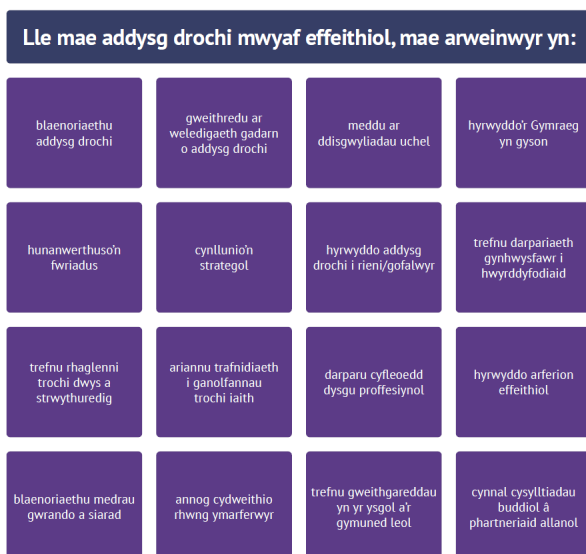 Lle mae addysg drochi mwyaf effeithiol, mae arweinwyr yn:
blaenoriaethu
addysg drochi
gweithredu ar
weledigaeth gadarn
o addysg drochi
meddu ar
ddisgwyliadau uchel
hyrwyddo'r Gymraeg
yn gyson
hunanwerthuso'n
fwriadus
cynllunio'n
strategol
hyrwyddo addysg
drochi i rieni/gofalwyr
trefnu darpariaeth
gynhwysfawr i
hwyrddyfodiaid
trefnu rhaglenni
trochi dwys a
strwythuredig
ariannu trafnidiaeth
i ganolfannau
trochi iaith
darparu cyfleoedd
dysgu proffesiynol
hyrwyddo arferion
effeithiol
blaenoriaethu medrau
gwrando a siarad
annog cydweithio
rhwng ymarferwyr
trefnu gweithgareddau
yn yr ysgol a'r
gymuned leol
cynnal cysylltiadau
buddiol â
phartneriaid allanol